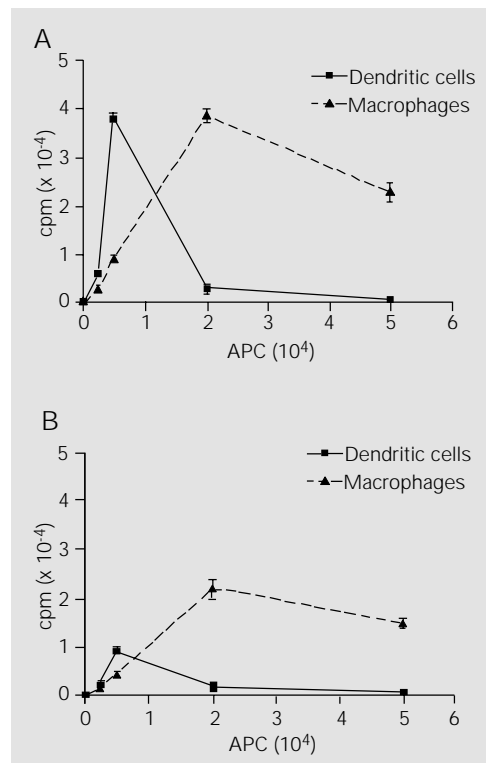 A
5
4
3
2
1
0
cpm (x 10-4)
Dendritic cells
Macrophages
0 1 2 3 4 5 6
APC (104)
B
5
4
3
2
1
0
cpm (x 10-4)
Dendritic cells
Macrophages
0 1 2 3 4 5 6
APC (104)